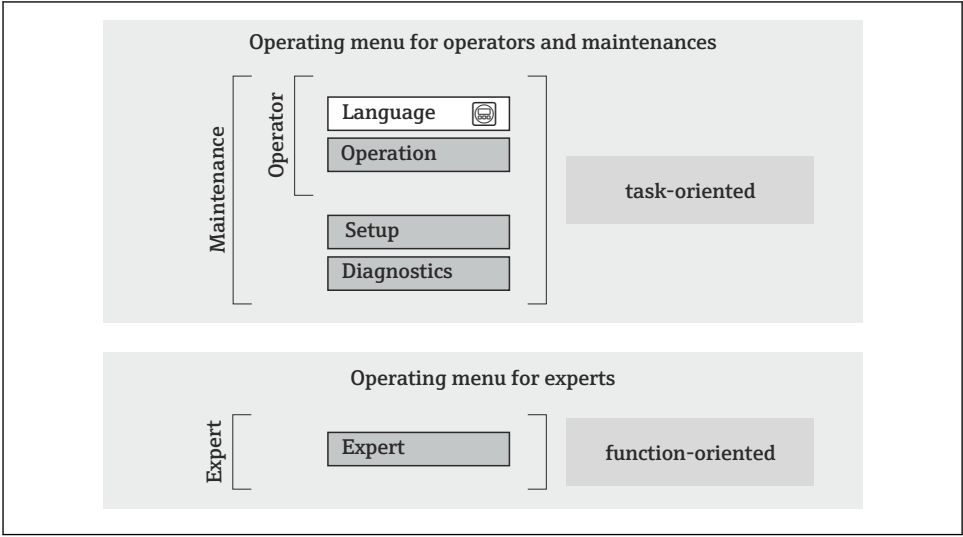 Operating menu for operators and maintenances
Maintenance
Operator
Language
Operation
Setup
Diagnostics
task-oriented
Operating menu for experts
Expert
Expert
function-oriented